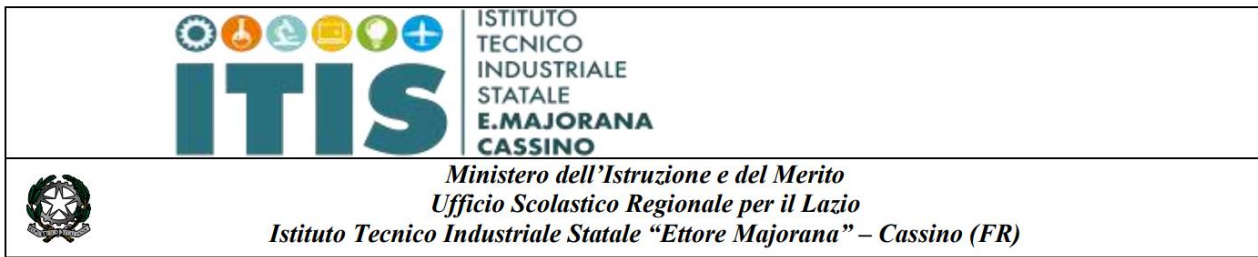 ITIS
ISTITUTO
TECNICO
INDUSTRIALE
STATALE
E.MAJORANA
CASSINO
Ministero dell'Istruzione e del Merito
Ufficio Scolastico Regionale per il Lazio
Istituto Tecnico Industriale Statale “Ettore Majorana” – Cassino (FR)